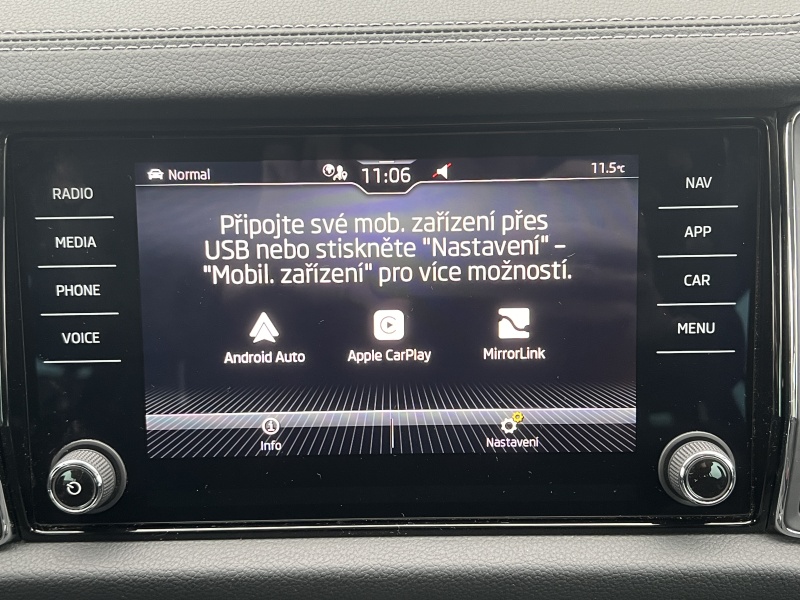 RADIO
MEDIA
PHONE
VOICE
Normal
11:06
11.5°C
Připojte své mob. zařízení přes
USB nebo stiskněte "Nastavení" –
"Mobil. zařízení" pro více možností.
Android Auto
Apple CarPlay
MirrorLink
Info
Nastavení
NAV
APP
CAR
MENU